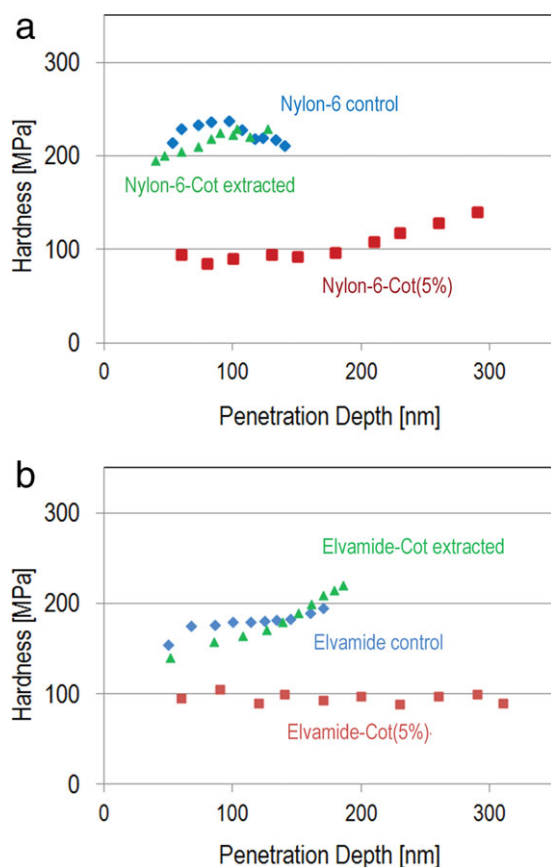 a
300
Nylon-6 control
200
Nylon-6-Cot extracted
100
Nylon-6-Cot(5%)
0
Hardness [MPa]
0 100 200 300
Penetration Depth [nm]
b
300
Elvamide-Cot extracted
200
Elvamide control
100
Elvamide-Cot(5%)
0
Hardness [MPa]
0 100 200 300
Penetration Depth [nm]